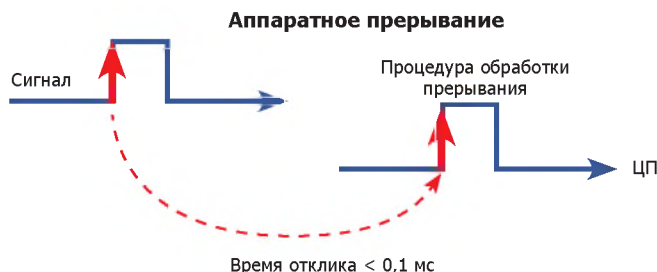 Аппаратное прерывание
Сигнал
Процедура обработки
прерывания
ЦП
Время отклика < 0,1 мс